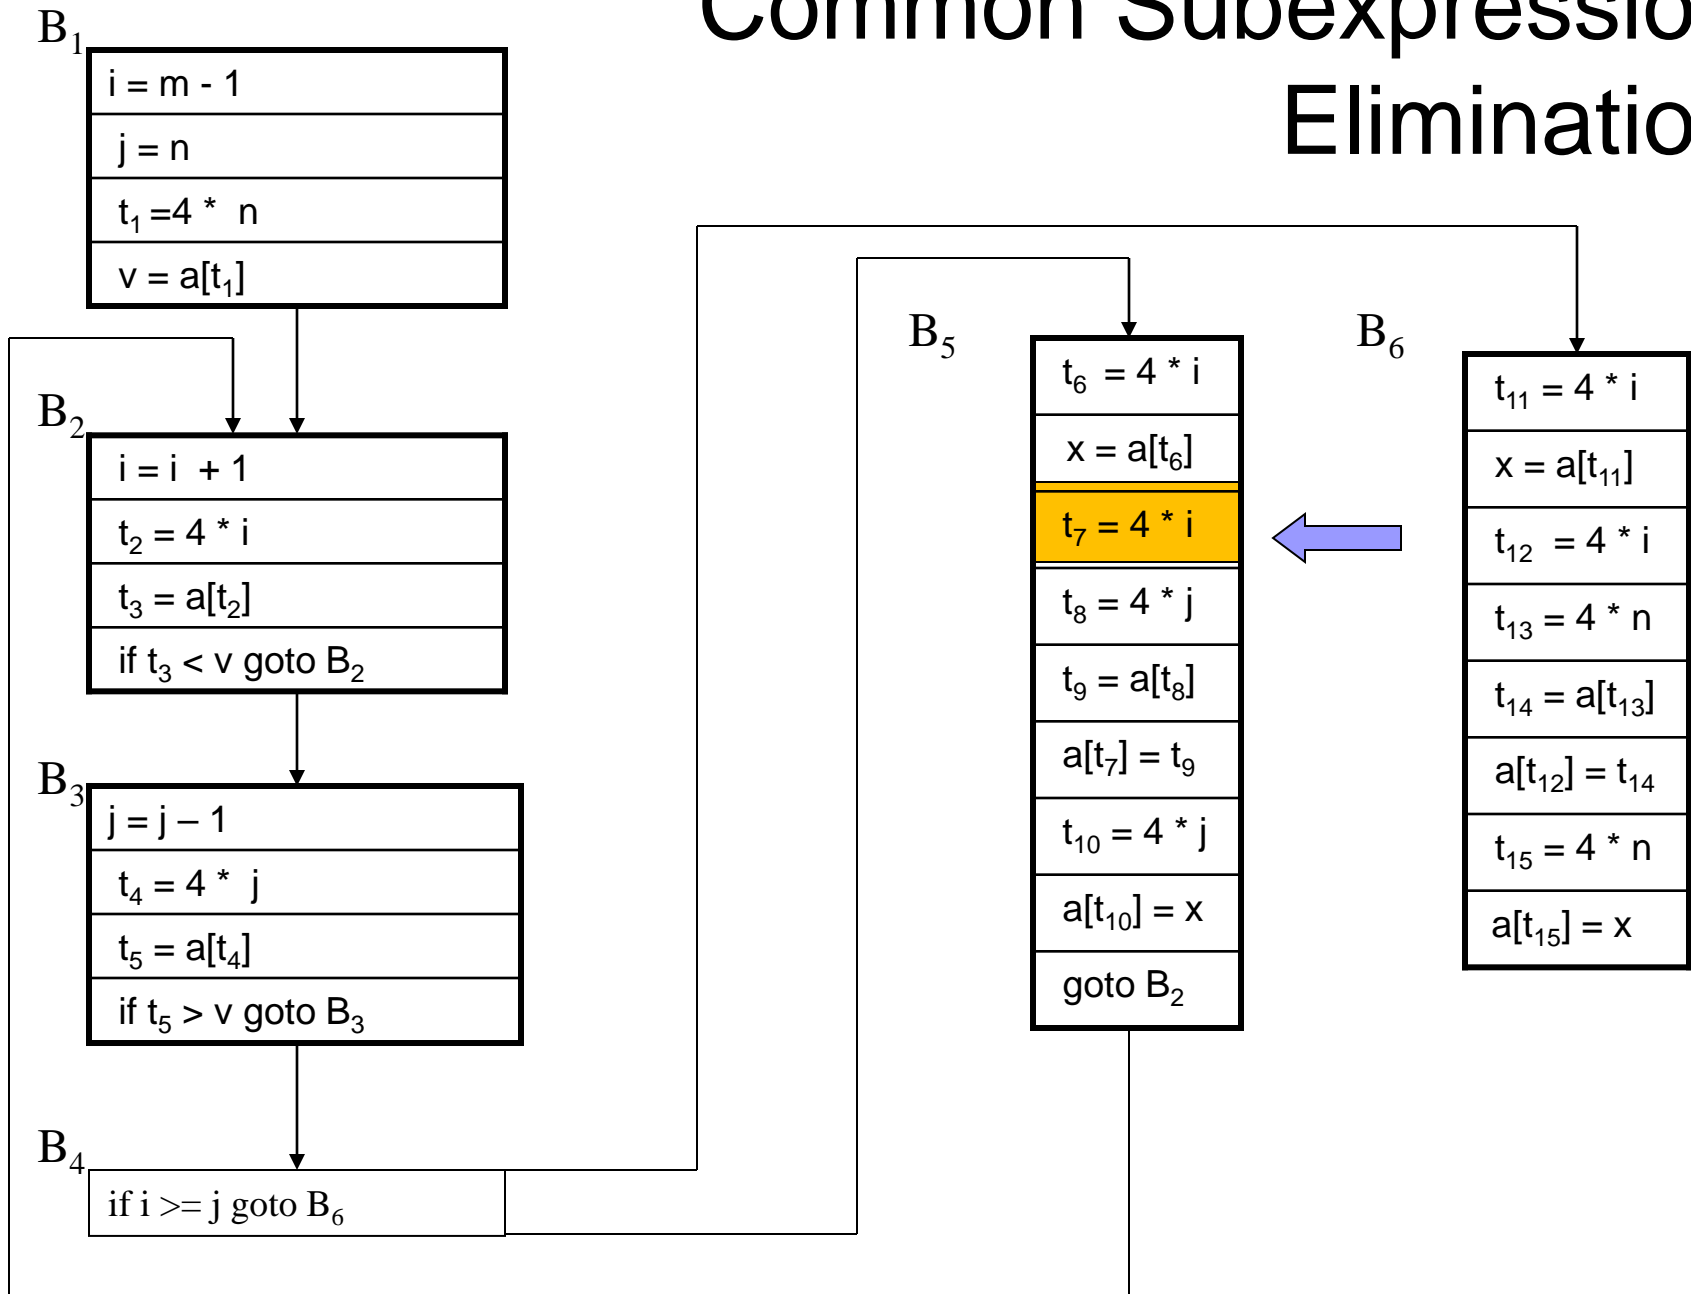 Common Subexpressio
Eliminatio
B1
i = m - 1
j = n
t1 =4 * n
v = a[t1]
B2
i = i + 1
t2 = 4 * i
t3 = a[t2]
if t3 < v goto B2
B3
j = j – 1
t4 = 4 * j
t5 = a[t4]
if t5 > v goto B3
B4
if i >= j goto B6
B5
t6 = 4 * i
x = a[t6]
t7 = 4 * i
t8 = 4 * j
t9 = a[t8]
a[t7] = t9
t10 = 4 * j
a[t10] = x
goto B2
B6
t11 = 4 * i
x = a[t11]
t12 = 4 * i
t13 = 4 * n
t14 = a[t13]
a[t12] = t14
t15 = 4 * n
a[t15] = x